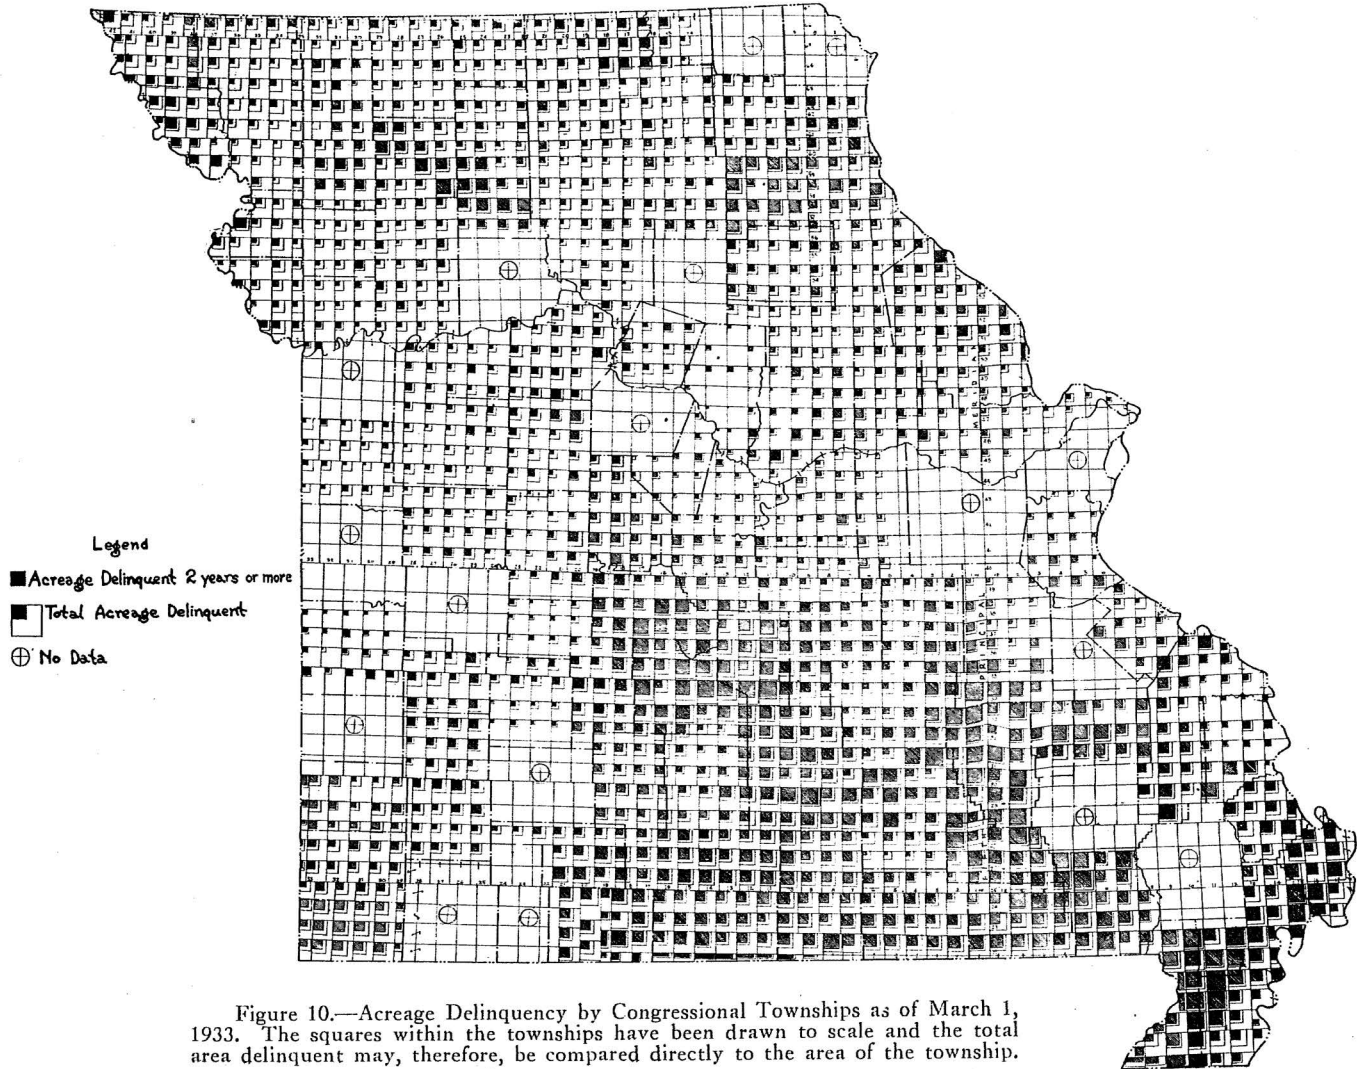 Legend
Acreage Delinquent 2 years or more
Total Acreage Delinquent
No Data
MERIDIAN
PRINCIPAL
Figure 10.—Acreage Delinquency by Congressional Townships as of March 1,
1933. The squares within the townships have been drawn to scale and the total
area delinquent may, therefore, be compared directly to the area of the township.